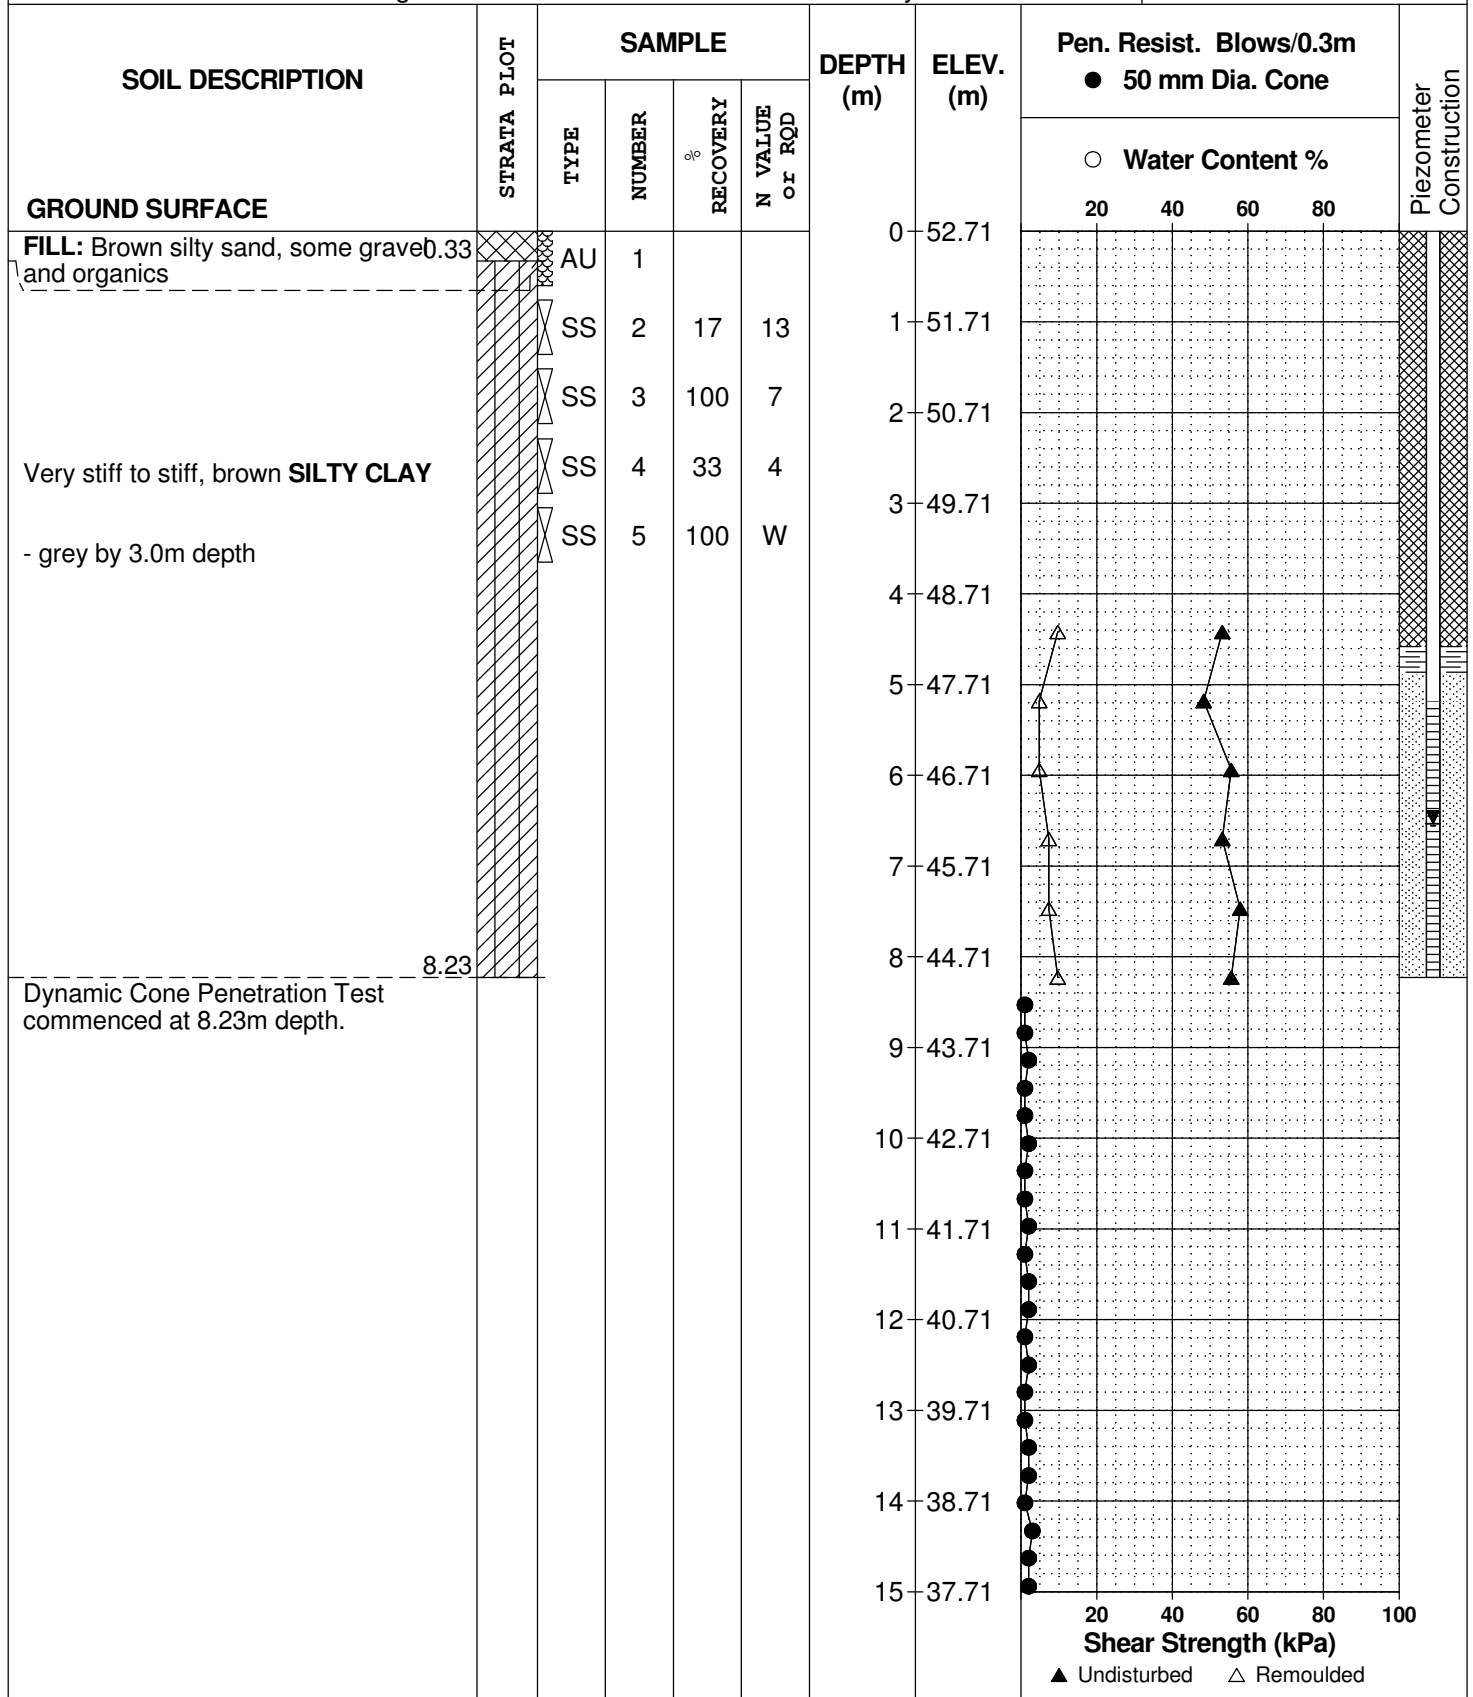 SOIL DESCRIPTION
GROUND SURFACE
STRATA PLOT
SAMPLE
TYPE
NUMBER
% RECOVERY
N VALUE or RQD
DEPTH (m)
ELEV. (m)
Pen. Resist. Blows/0.3m
● 50 mm Dia. Cone
○ Water Content %
20 40 60 80
Piezometer Construction
FILL: Brown silty sand, some gravel 0.33
and organics
AU 1
SS 2 17 13
SS 3 100 7
SS 4 33 4
SS 5 100 W
Very stiff to stiff, brown SILTY CLAY
- grey by 3.0m depth
8.23
Dynamic Cone Penetration Test
commenced at 8.23m depth.
0 52.71
1 51.71
2 50.71
3 49.71
4 48.71
5 47.71
6 46.71
7 45.71
8 44.71
9 43.71
10 42.71
11 41.71
12 40.71
13 39.71
14 38.71
15 37.71
20 40 60 80 100
Shear Strength (kPa)
▲ Undisturbed △ Remoulded